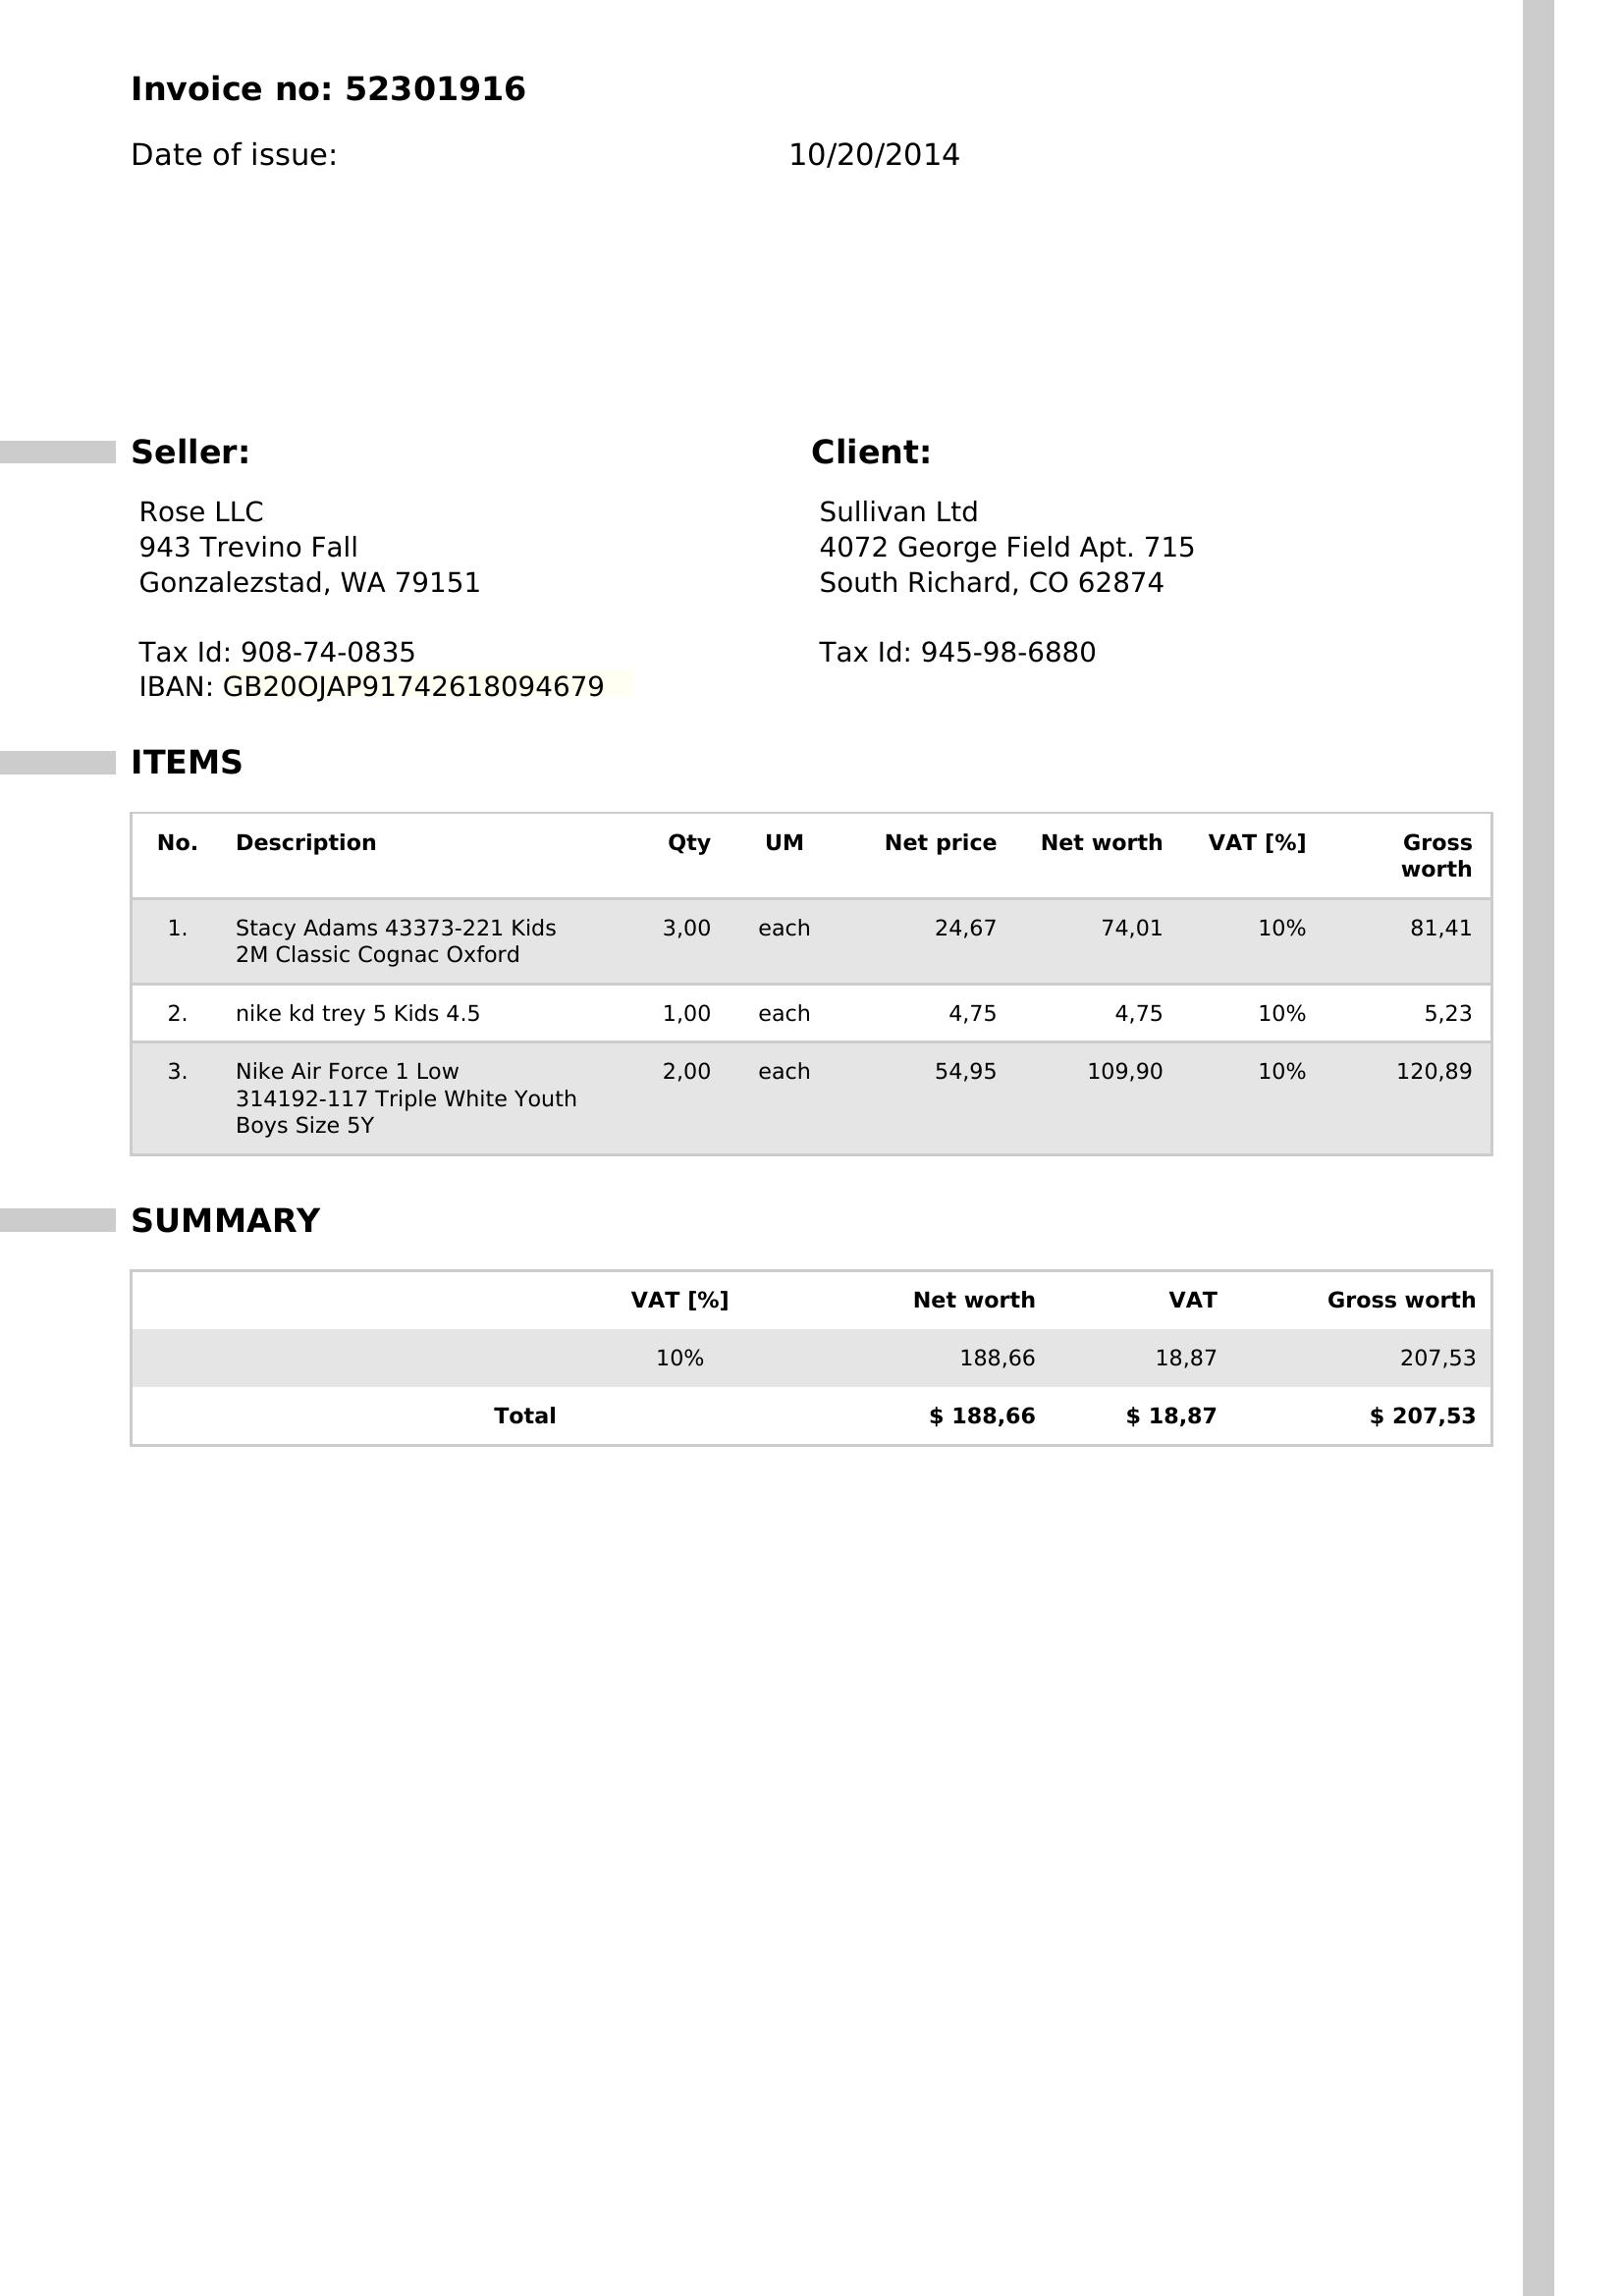 Invoice no: 52301916
Date of issue: 10/20/2014
Seller:
Rose LLC
943 Trevino Fall
Gonzalezstad, WA 79151
Tax Id: 908-74-0835
IBAN: GB20OJAP91742618094679
Client:
Sullivan Ltd
4072 George Field Apt. 715
South Richard, CO 62874
Tax Id: 945-98-6880
ITEMS
No. Description Qty UM Net price Net worth VAT [%] Gross
worth
1. Stacy Adams 43373-221 Kids 3,00 each 24,67 74,01 10% 81,41
2M Classic Cognac Oxford
2. nike kd trey 5 Kids 4.5 1,00 each 4,75 4,75 10% 5,23
3. Nike Air Force 1 Low 2,00 each 54,95 109,90 10% 120,89
314192-117 Triple White Youth
Boys Size 5Y
SUMMARY
VAT [%] Net worth VAT Gross worth
10% 188,66 18,87 207,53
Total $ 188,66 $ 18,87 $ 207,53